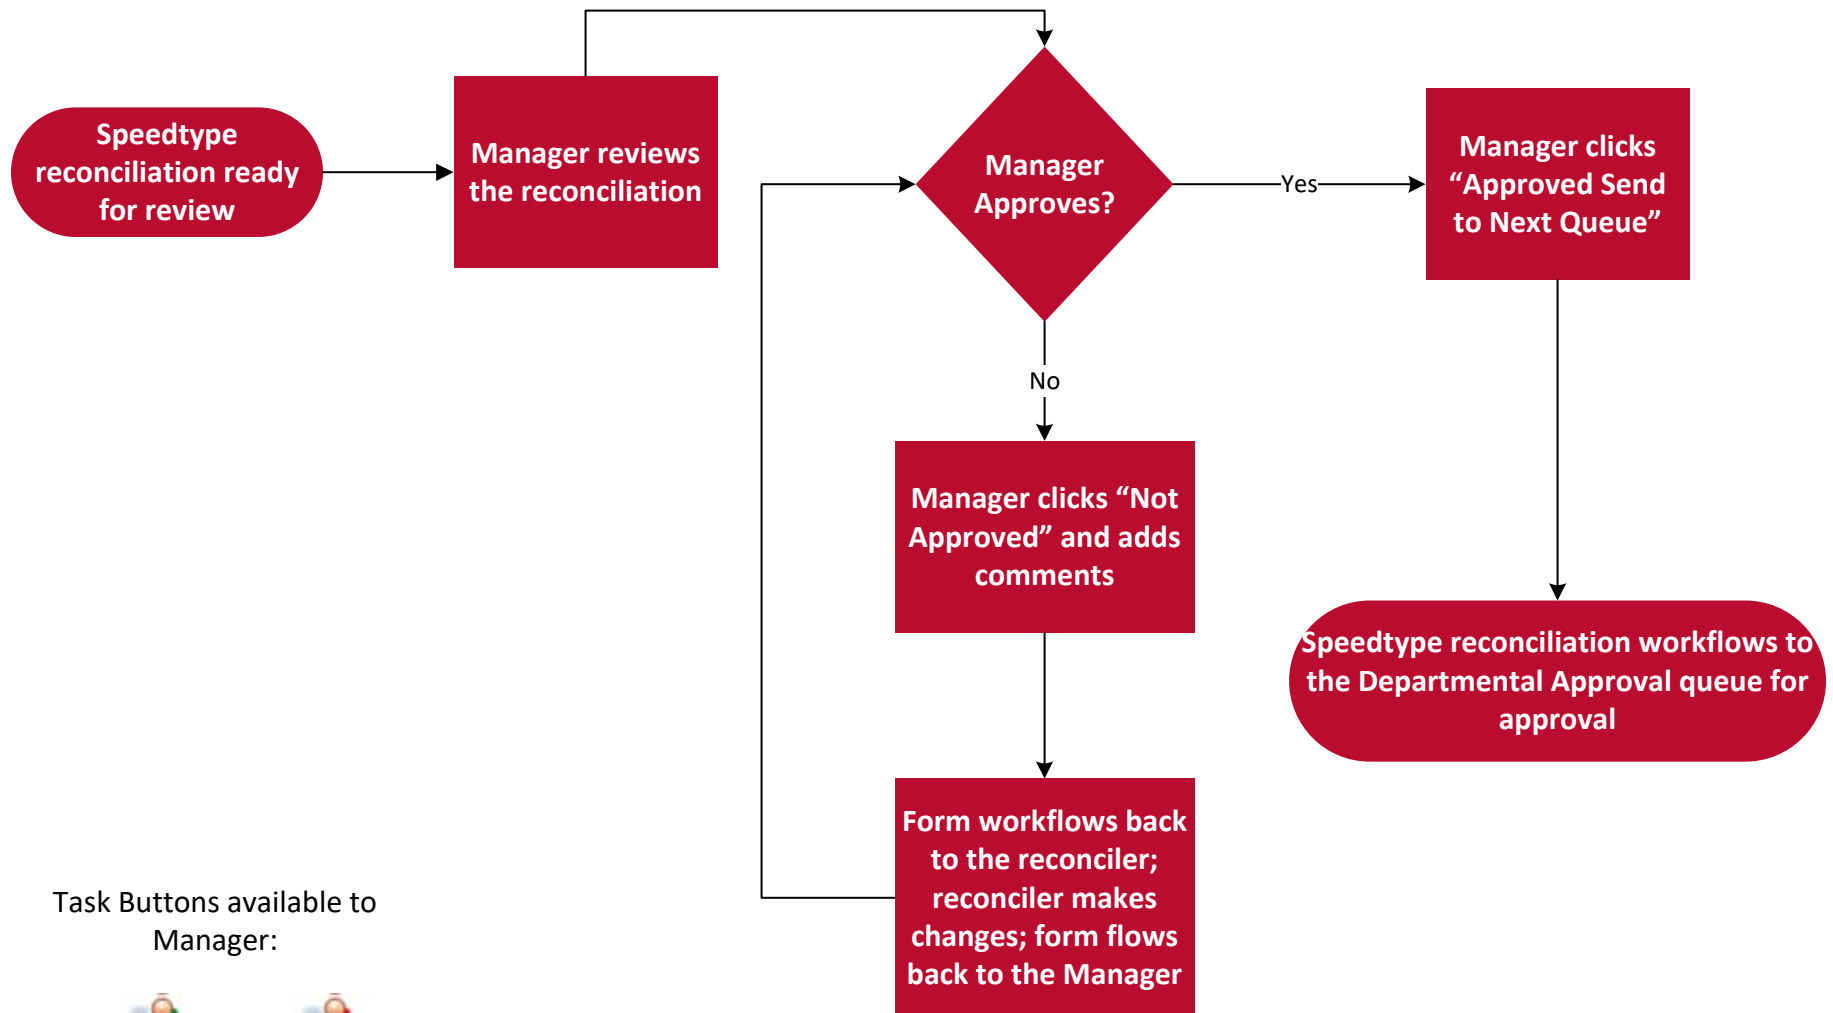 Speedtype
reconciliation ready
for review
Manager reviews
the reconciliation
Manager
Approves?
Yes
Manager clicks
“Approved Send
to Next Queue”
No
Manager clicks “Not
Approved” and adds
comments
Speedtype reconciliation workflows to
the Departmental Approval queue for
approval
Form workflows back
to the reconciler;
reconciler makes
changes; form flows
back to the Manager
Task Buttons available to
Manager: